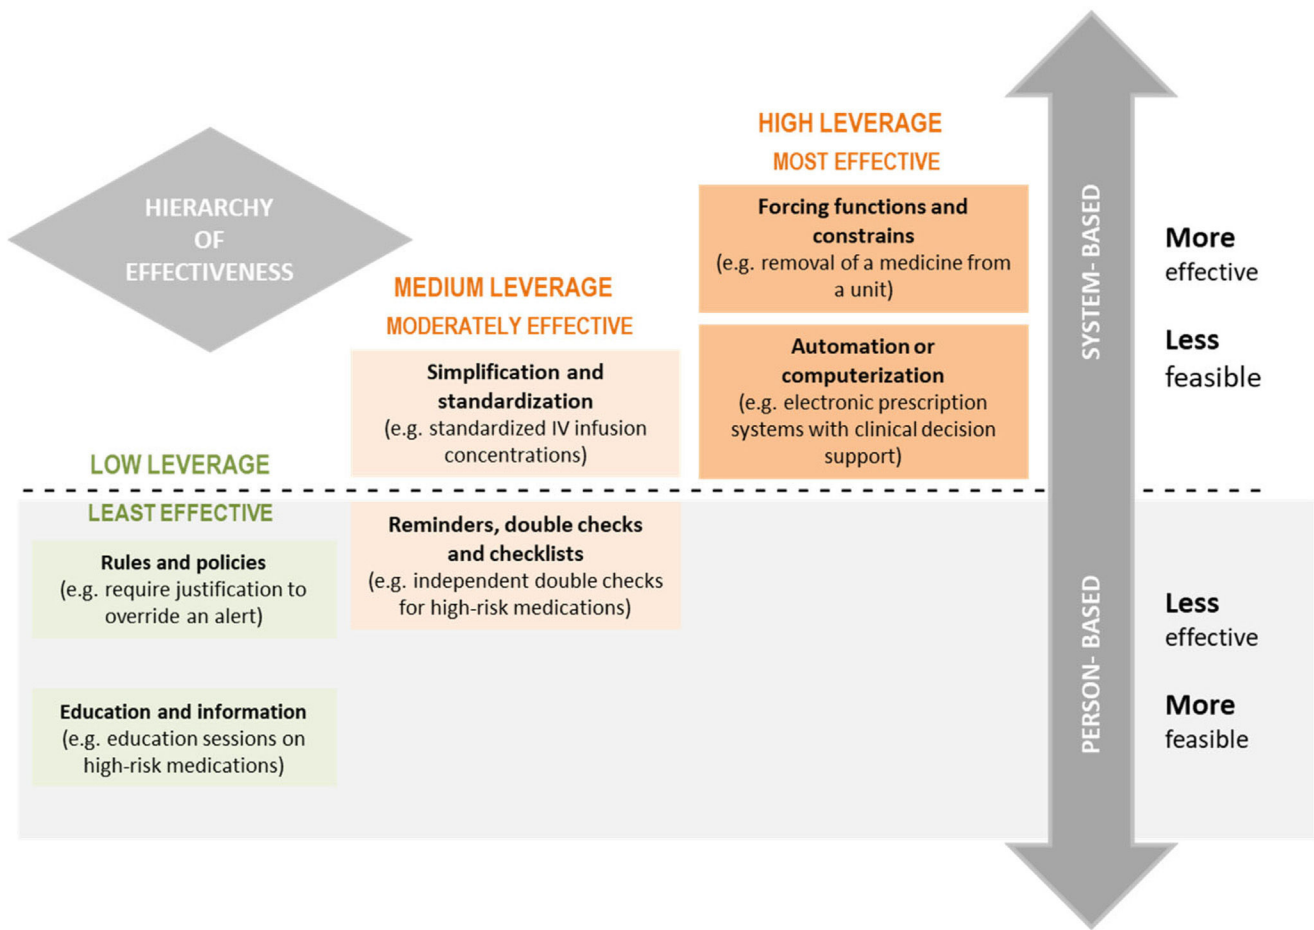 HIERARCHY
OF
EFFECTIVENESS
LOW LEVERAGE
LEAST EFFECTIVE
Rules and policies
(e.g. require justification to
override an alert)
Education and information
(e.g. education sessions on
high-risk medications)
MEDIUM LEVERAGE
MODERATELY EFFECTIVE
Simplification and
standardization
(e.g. standardized IV infusion
concentrations)
Reminders, double checks
and checklists
(e.g. independent double checks
for high-risk medications)
HIGH LEVERAGE
MOST EFFECTIVE
Forcing functions and
constrains
(e.g. removal of a medicine from
a unit)
Automation or
computerization
(e.g. electronic prescription
systems with clinical decision
support)
SYSTEM- BASED
PERSON- BASED
More
effective
Less
feasible
Less
effective
More
feasible